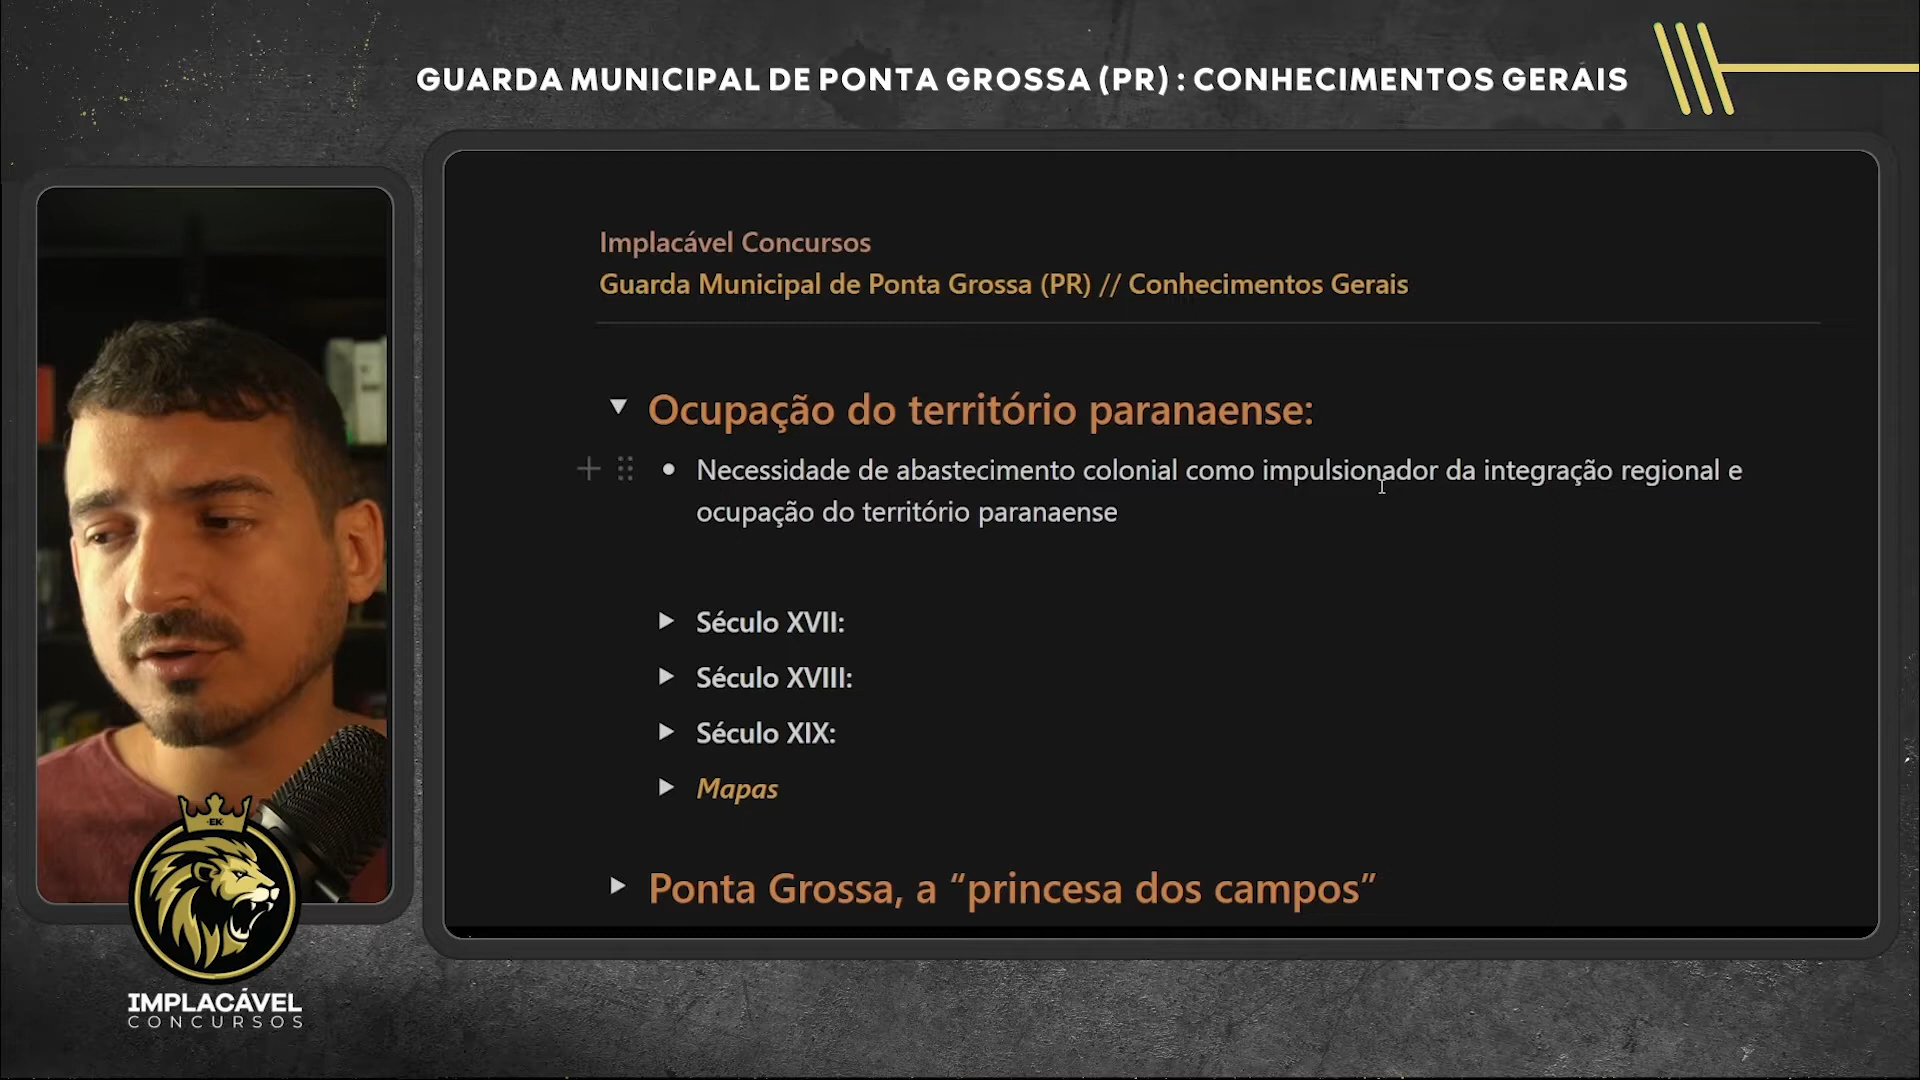 GUARDA MUNICIPAL DE PONTA GROSSA (PR) : CONHECIMENTOS GERAIS
Implacável Concursos
Guarda Municipal de Ponta Grossa (PR) // Conhecimentos Gerais
Ocupação do território paranaense:
Necessidade de abastecimento colonial como impulsionador da integração regional e
ocupação do território paranaense
Século XVII:
Século XVIII:
Século XIX:
Mapas
Ponta Grossa, a “princesa dos campos”
EK
IMPLACÁVEL
CONCURSOS